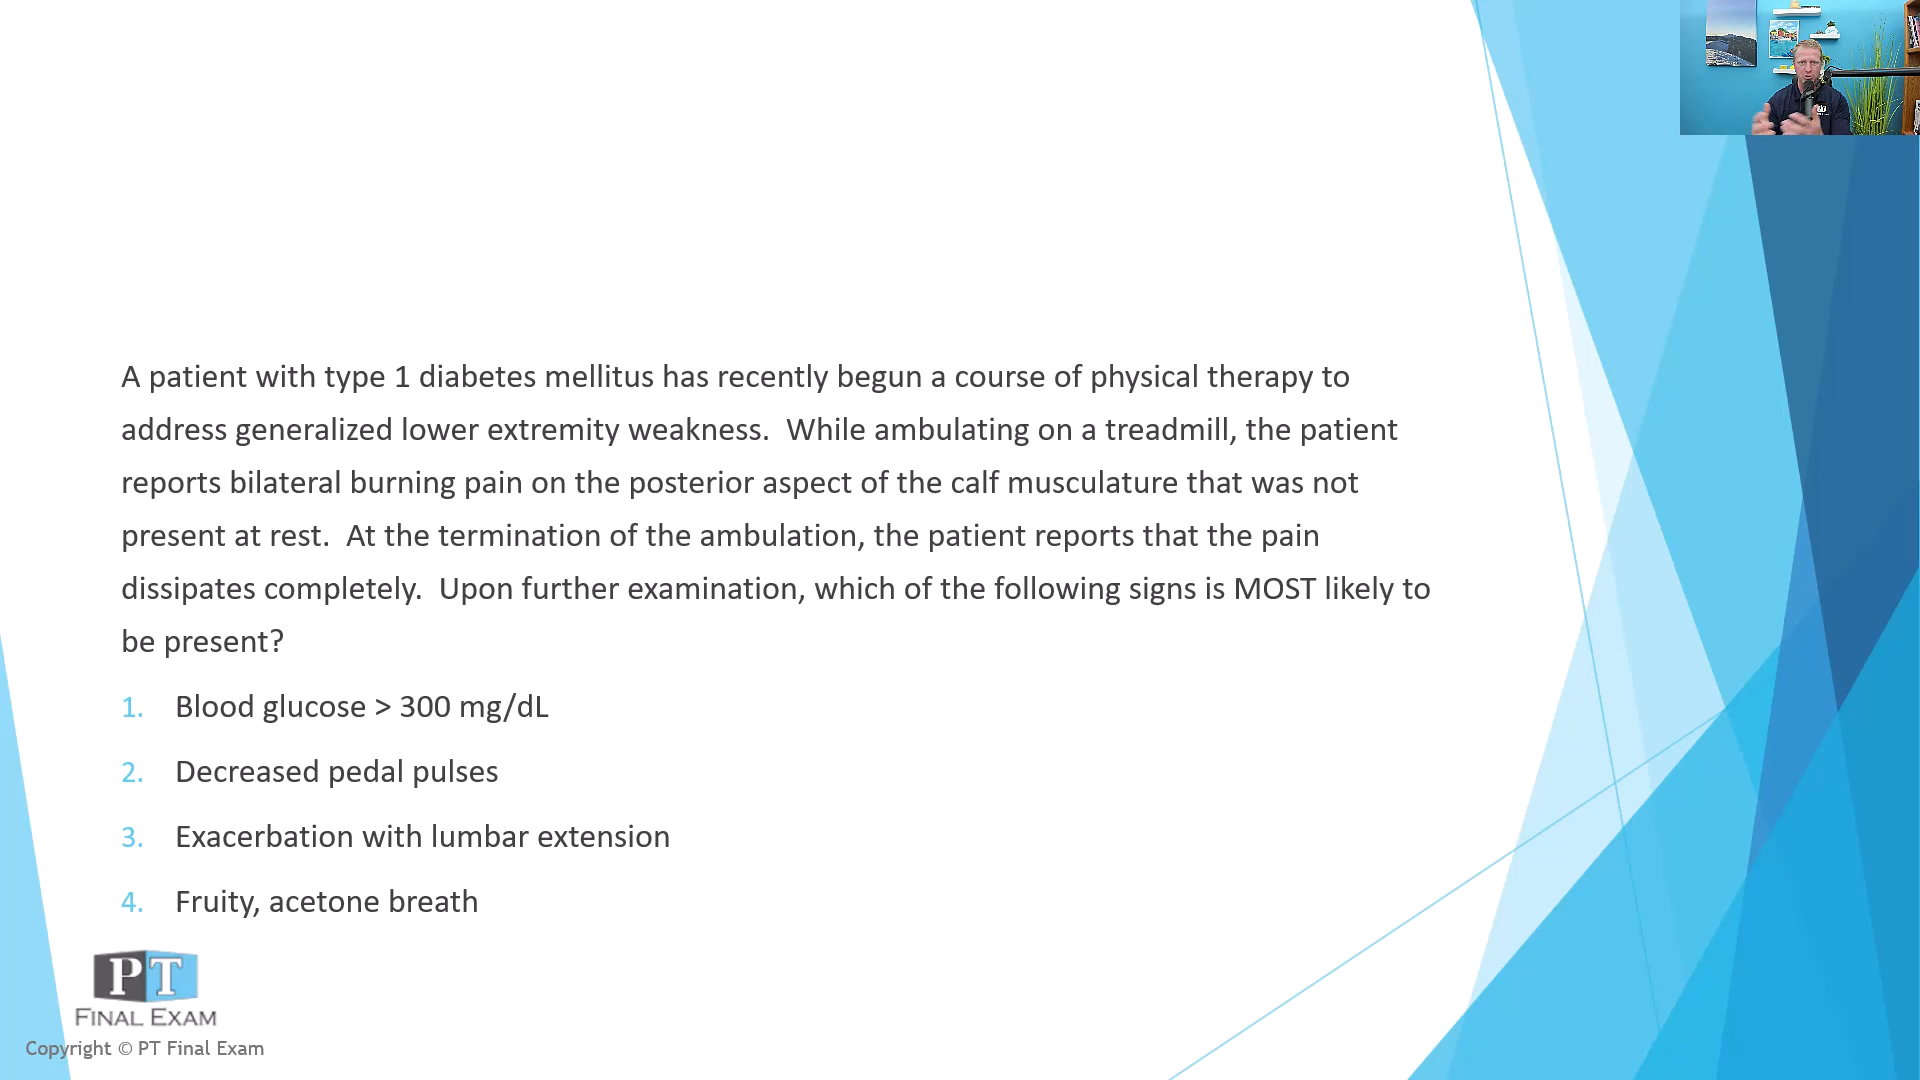 A patient with type 1 diabetes mellitus has recently begun a course of physical therapy to
address generalized lower extremity weakness.  While ambulating on a treadmill, the patient
reports bilateral burning pain on the posterior aspect of the calf musculature that was not
present at rest.  At the termination of the ambulation, the patient reports that the pain
dissipates completely.  Upon further examination, which of the following signs is MOST likely to
be present?
1. Blood glucose > 300 mg/dL
2. Decreased pedal pulses
3. Exacerbation with lumbar extension
4. Fruity, acetone breath
PT
FINAL EXAM
Copyright © PT Final Exam